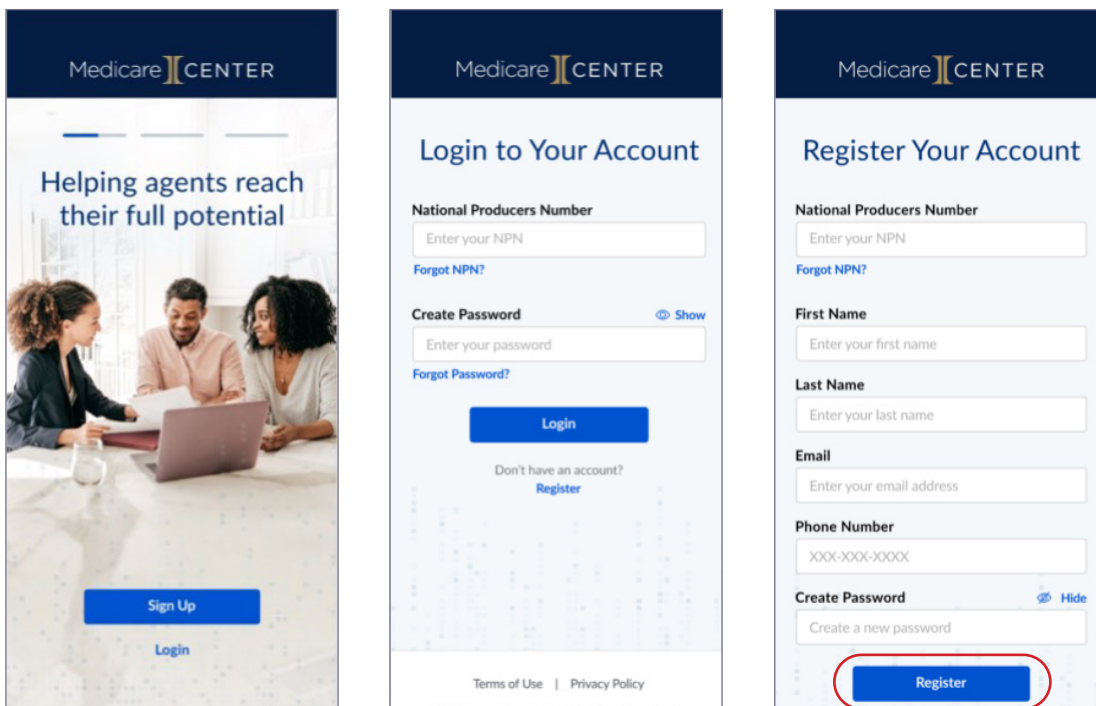 Medicare CENTER
Helping agents reach
their full potential
Sign Up
Login
Medicare CENTER
Login to Your Account
National Producers Number
Enter your NPN
Forgot NPN?
Create Password
Show
Enter your password
Forgot Password?
Login
Don't have an account?
Register
Terms of Use | Privacy Policy
Medicare CENTER
Register Your Account
National Producers Number
Enter your NPN
Forgot NPN?
First Name
Enter your first name
Last Name
Enter your last name
Email
Enter your email address
Phone Number
XXX-XXX-XXXX
Create Password
Hide
Create a new password
Register